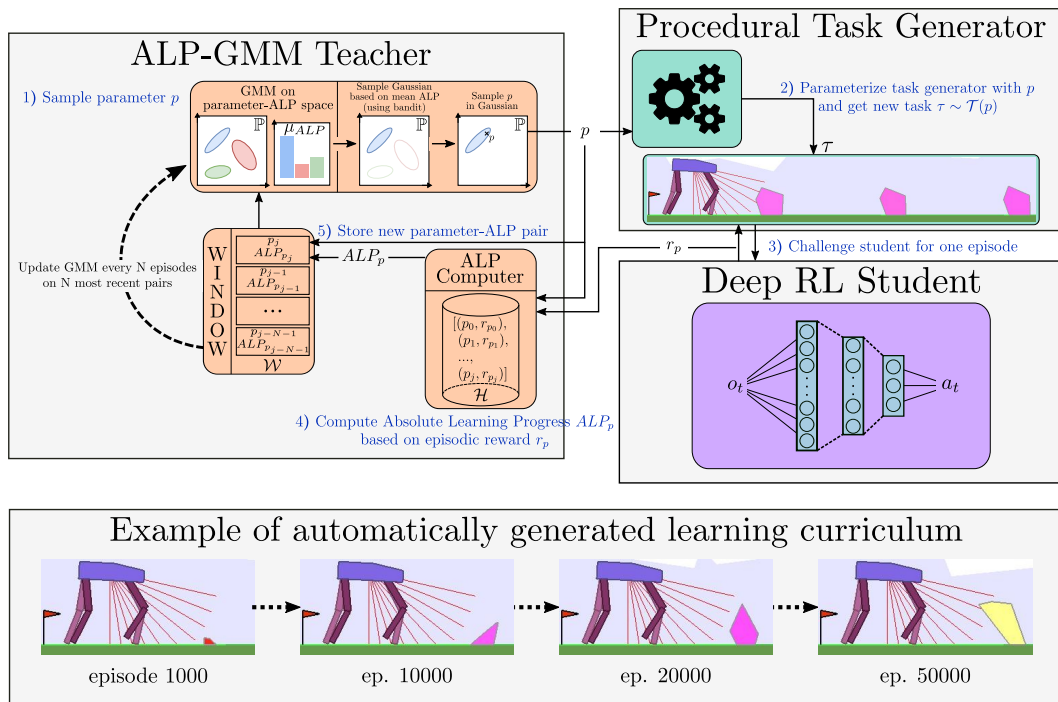 ALP-GMM Teacher
1) Sample parameter p
GMM on
parameter-ALP space
ℙ
μ_ALP
Sample Gaussian
based on mean ALP
(using bandit)
ℙ
Sample p
in Gaussian
ℙ
p
p
Update GMM every N episodes
on N most recent pairs
WINDOW
p_j
ALP_{p_j}
p_{j-1}
ALP_{p_{j-1}}
...
p_{j-N-1}
ALP_{p_{j-N-1}}
𝒲
5) Store new parameter-ALP pair
ALP_p
ALP
Computer
[(p_0, r_{p_0}),
(p_1, r_{p_1}),
...,
(p_j, r_{p_j})]
ℋ
4) Compute Absolute Learning Progress ALP_p
based on episodic reward r_p
Procedural Task Generator
2) Parameterize task generator with p
and get new task τ ∼ 𝒯(p)
τ
r_p
3) Challenge student for one episode
Deep RL Student
o_t
a_t
Example of automatically generated learning curriculum
episode 1000
ep. 10000
ep. 20000
ep. 50000